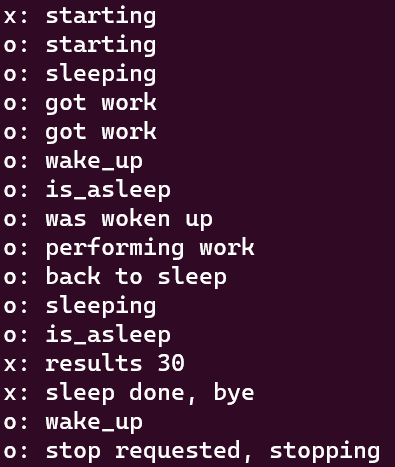 x: starting
o: starting
o: sleeping
o: got work
o: got work
o: wake_up
o: is_asleep
o: was woken up
o: performing work
o: back to sleep
o: sleeping
o: is_asleep
x: results 30
x: sleep done, bye
o: wake_up
o: stop requested, stopping